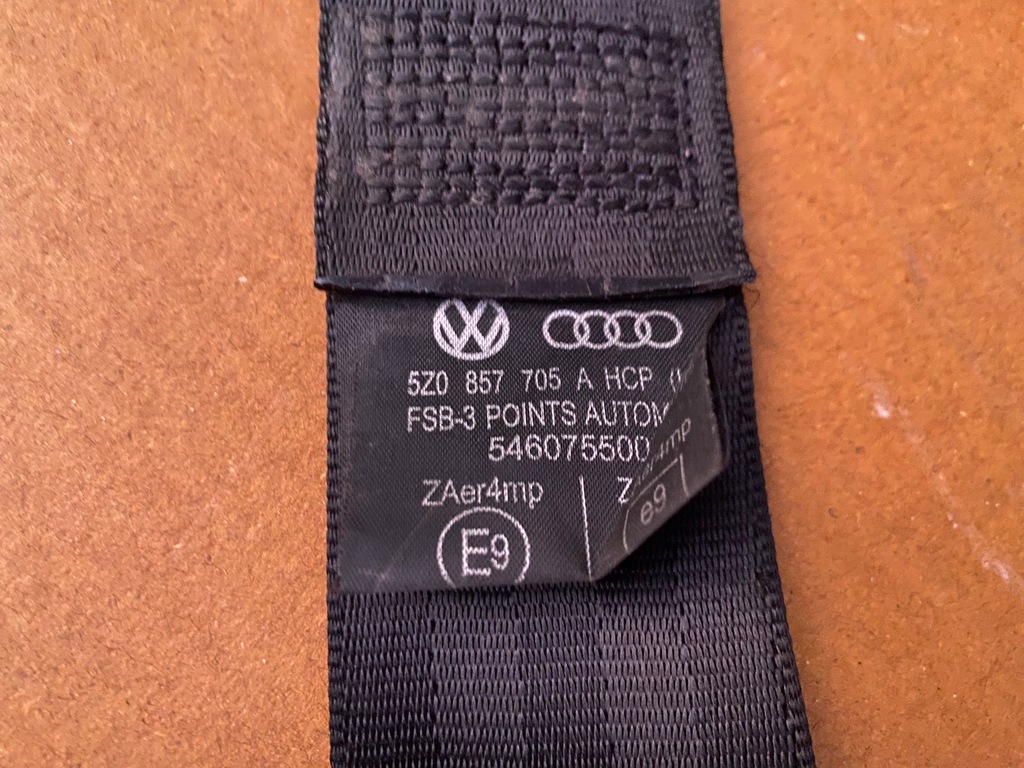 5Z0 857 705 A HCP
FSB-3 POINTS AUTOM
546075500
ZAer4mp
E9
e9